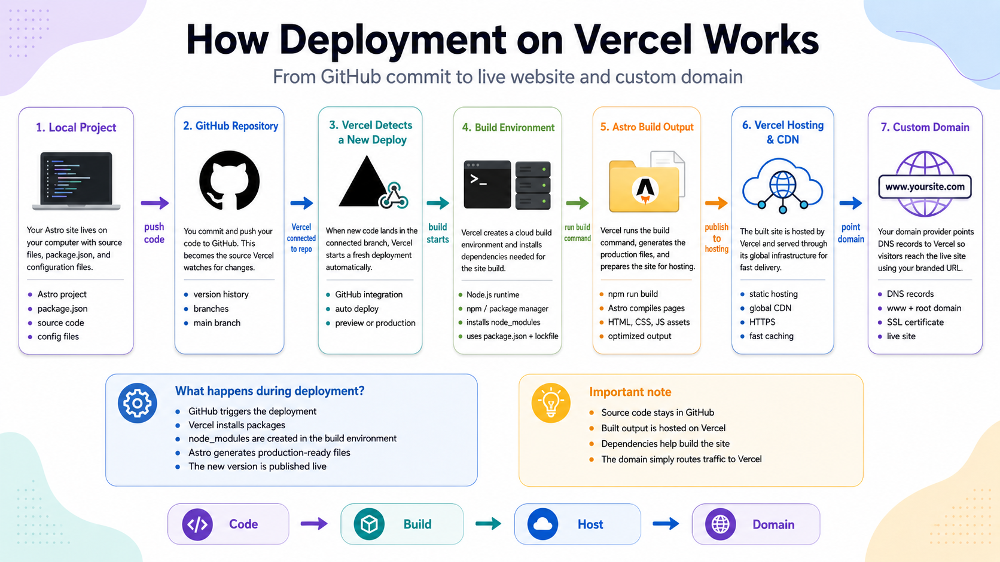 How Deployment on Vercel Works
From GitHub commit to live website and custom domain
1. Local Project
Your Astro site lives on
your computer with source
files, package.json, and
configuration files.
Astro project
package.json
source code
config files
push
code
2. GitHub Repository
You commit and push your
code to GitHub. This
becomes the source Vercel
watches for changes.
version history
branches
main branch
Vercel
connected
to repo
3. Vercel Detects
a New Deploy
When new code lands in the
connected branch, Vercel
starts a fresh deployment
automatically.
GitHub integration
auto deploy
preview or production
build
starts
4. Build Environment
>_
Vercel creates a cloud build
environment and installs
dependencies needed for
the site build.
Node.js runtime
npm / package manager
installs node_modules
uses package.json + lockfile
run build
command
5. Astro Build Output
Vercel runs the build
command, generates the
production files, and
prepares the site for hosting.
npm run build
Astro compiles pages
HTML, CSS, JS assets
optimized output
publish
to
hosting
6. Vercel Hosting
& CDN
The built site is hosted by
Vercel and served through
its global infrastructure for
fast delivery.
static hosting
global CDN
HTTPS
fast caching
point
domain
7. Custom Domain
www.yoursite.com
Your domain provider points
DNS records to Vercel so
visitors reach the live site
using your branded URL.
DNS records
www + root domain
SSL certificate
live site
What happens during deployment?
GitHub triggers the deployment
Vercel installs packages
node_modules are created in the build environment
Astro generates production-ready files
The new version is published live
Important note
Source code stays in GitHub
Built output is hosted on Vercel
Dependencies help build the site
The domain simply routes traffic to Vercel
</> Code
Build
Host
Domain